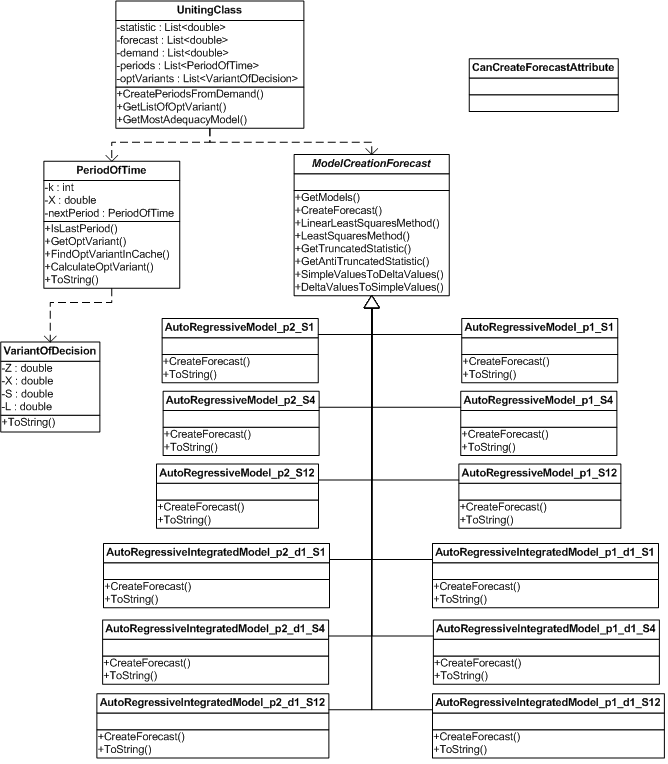 UnitingClass
-statistic : List<double>
-forecast : List<double>
-demand : List<double>
-periods : List<PeriodOfTime>
-optVariants : List<VariantOfDecision>
+CreatePeriodsFromDemand()
+GetListOfOptVariant()
+GetMostAdequacyModel()
CanCreateForecastAttribute
PeriodOfTime
-k : int
-X : double
-nextPeriod : PeriodOfTime
+IsLastPeriod()
+GetOptVariant()
+FindOptVariantInCache()
+CalculateOptVariant()
+ToString()
ModelCreationForecast
+GetModels()
+CreateForecast()
+LinearLeastSquaresMethod()
+LeastSquaresMethod()
+GetTruncatedStatistic()
+GetAntiTruncatedStatistic()
+SimpleValuesToDeltaValues()
+DeltaValuesToSimpleValues()
VariantOfDecision
-Z : double
-X : double
-S : double
-L : double
+ToString()
AutoRegressiveModel_p2_S1
+CreateForecast()
+ToString()
AutoRegressiveModel_p1_S1
+CreateForecast()
+ToString()
AutoRegressiveModel_p2_S4
+CreateForecast()
+ToString()
AutoRegressiveModel_p1_S4
+CreateForecast()
+ToString()
AutoRegressiveModel_p2_S12
+CreateForecast()
+ToString()
AutoRegressiveModel_p1_S12
+CreateForecast()
+ToString()
AutoRegressiveIntegratedModel_p2_d1_S1
+CreateForecast()
+ToString()
AutoRegressiveIntegratedModel_p1_d1_S1
+CreateForecast()
+ToString()
AutoRegressiveIntegratedModel_p2_d1_S4
+CreateForecast()
+ToString()
AutoRegressiveIntegratedModel_p1_d1_S4
+CreateForecast()
+ToString()
AutoRegressiveIntegratedModel_p2_d1_S12
+CreateForecast()
+ToString()
AutoRegressiveIntegratedModel_p1_d1_S12
+CreateForecast()
+ToString()